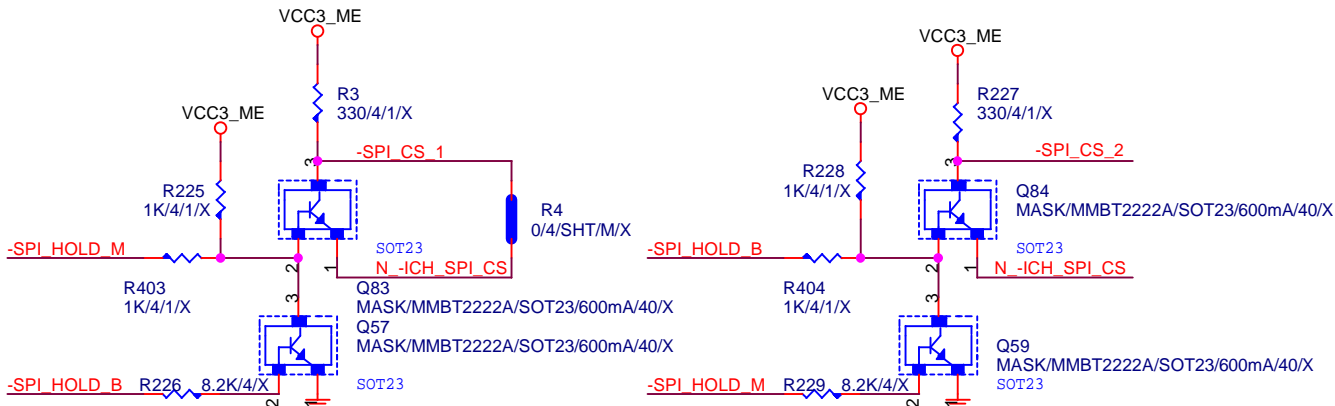 VCC3_ME
R3
330/4/1/X
VCC3_ME
-SPI_CS_1
3
R225
1K/4/1/X
R4
0/4/SHT/M/X
-SPI_HOLD_M
SOT23
2
1
N_-ICH_SPI_CS
R403
1K/4/1/X
Q83
MASK/MMBT2222A/SOT23/600mA/40/X
3
Q57
MASK/MMBT2222A/SOT23/600mA/40/X
-SPI_HOLD_B
R226
8.2K/4/X
SOT23
2
1
VCC3_ME
R227
330/4/1/X
VCC3_ME
-SPI_CS_2
3
R228
1K/4/1/X
Q84
MASK/MMBT2222A/SOT23/600mA/40/X
-SPI_HOLD_B
SOT23
2
1
N_-ICH_SPI_CS
R404
1K/4/1/X
3
Q59
MASK/MMBT2222A/SOT23/600mA/40/X
-SPI_HOLD_M
R229
8.2K/4/X
SOT23
2
1